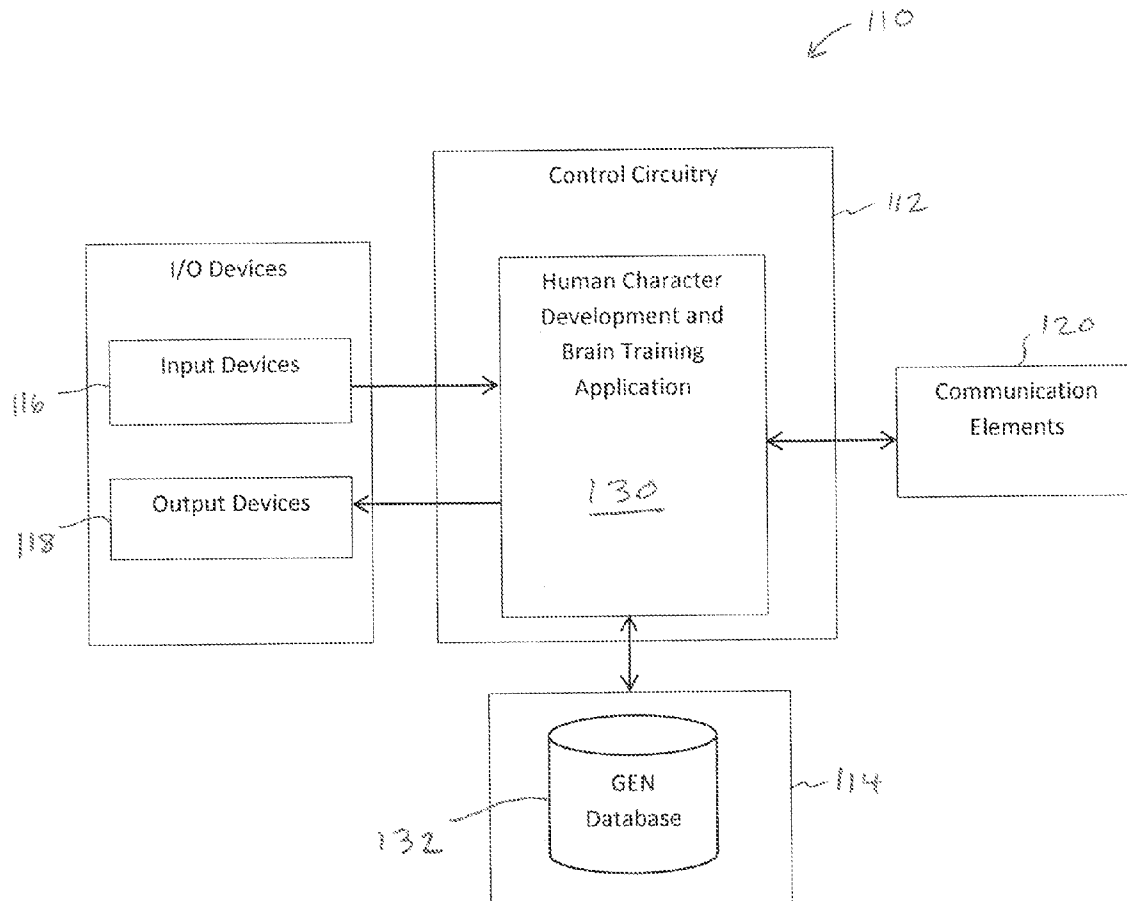 110
Control Circuitry
112
I/O Devices
Human Character
Development and
Brain Training
Application
120
Input Devices
116
Communication
Elements
130
Output Devices
118
GEN
Database
114
132